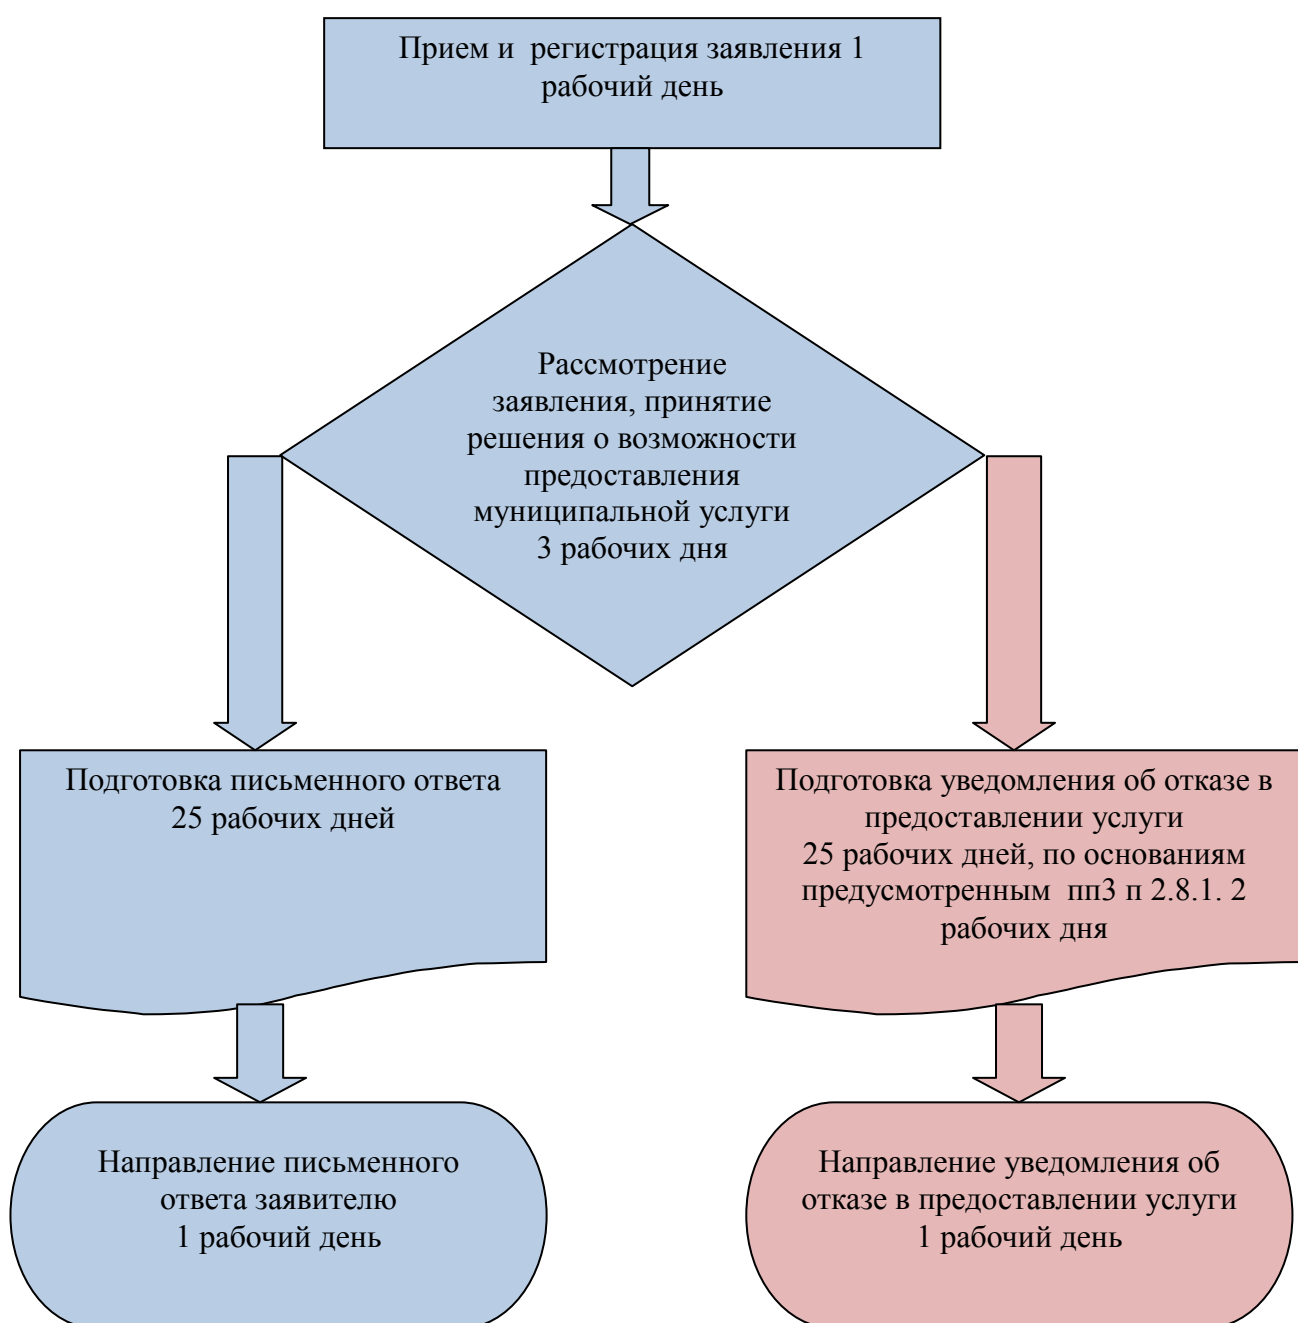 Прием и  регистрация заявления 1
рабочий день
Рассмотрение
заявления, принятие
решения о возможности
предоставления
муниципальной услуги
3 рабочих дня
Подготовка письменного ответа
25 рабочих дней
Подготовка уведомления об отказе в
предоставлении услуги
25 рабочих дней, по основаниям
предусмотренным  пп3 п 2.8.1. 2
рабочих дня
Направление письменного
ответа заявителю
1 рабочий день
Направление уведомления об
отказе в предоставлении услуги
1 рабочий день